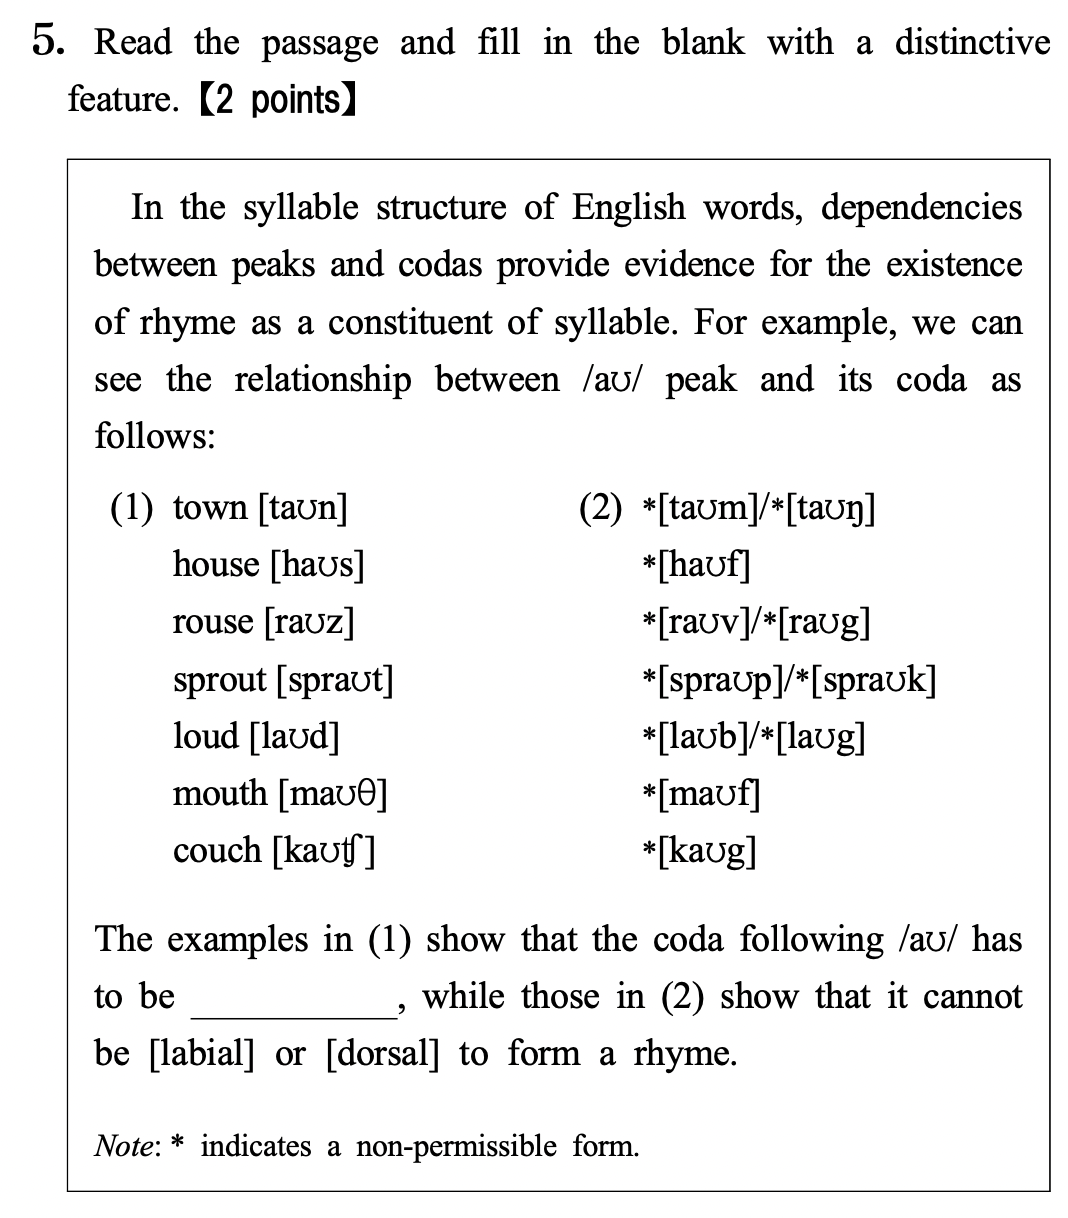 5. Read the passage and fill in the blank with a distinctive
feature.【2 points】
In the syllable structure of English words, dependencies
between peaks and codas provide evidence for the existence
of rhyme as a constituent of syllable. For example, we can
see the relationship between /aʊ/ peak and its coda as
follows:
(1) town [taʊn] (2) *[taʊm]/*[taʊŋ]
house [haʊs] *[haʊf]
rouse [raʊz] *[raʊv]/*[raʊg]
sprout [spraʊt] *[spraʊp]/*[spraʊk]
loud [laʊd] *[laʊb]/*[laʊg]
mouth [maʊθ] *[maʊf]
couch [kaʊʧ] *[kaʊg]
The examples in (1) show that the coda following /aʊ/ has
to be ___________, while those in (2) show that it cannot
be [labial] or [dorsal] to form a rhyme.
Note: * indicates a non-permissible form.